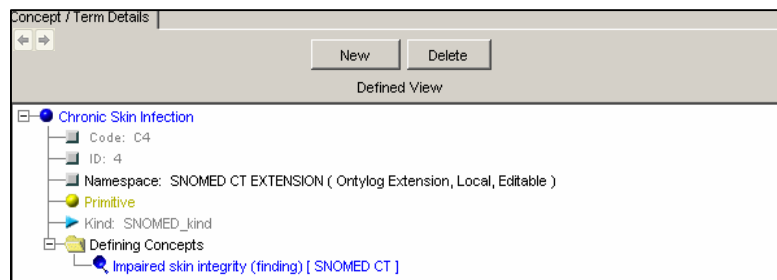 Concept / Term Details
New Delete
Defined View
Chronic Skin Infection
Code: C4
ID: 4
Namespace: SNOMED CT EXTENSION ( Ontylog Extension, Local, Editable )
Primitive
Kind: SNOMED_kind
Defining Concepts
Impaired skin integrity (finding) [ SNOMED CT ]